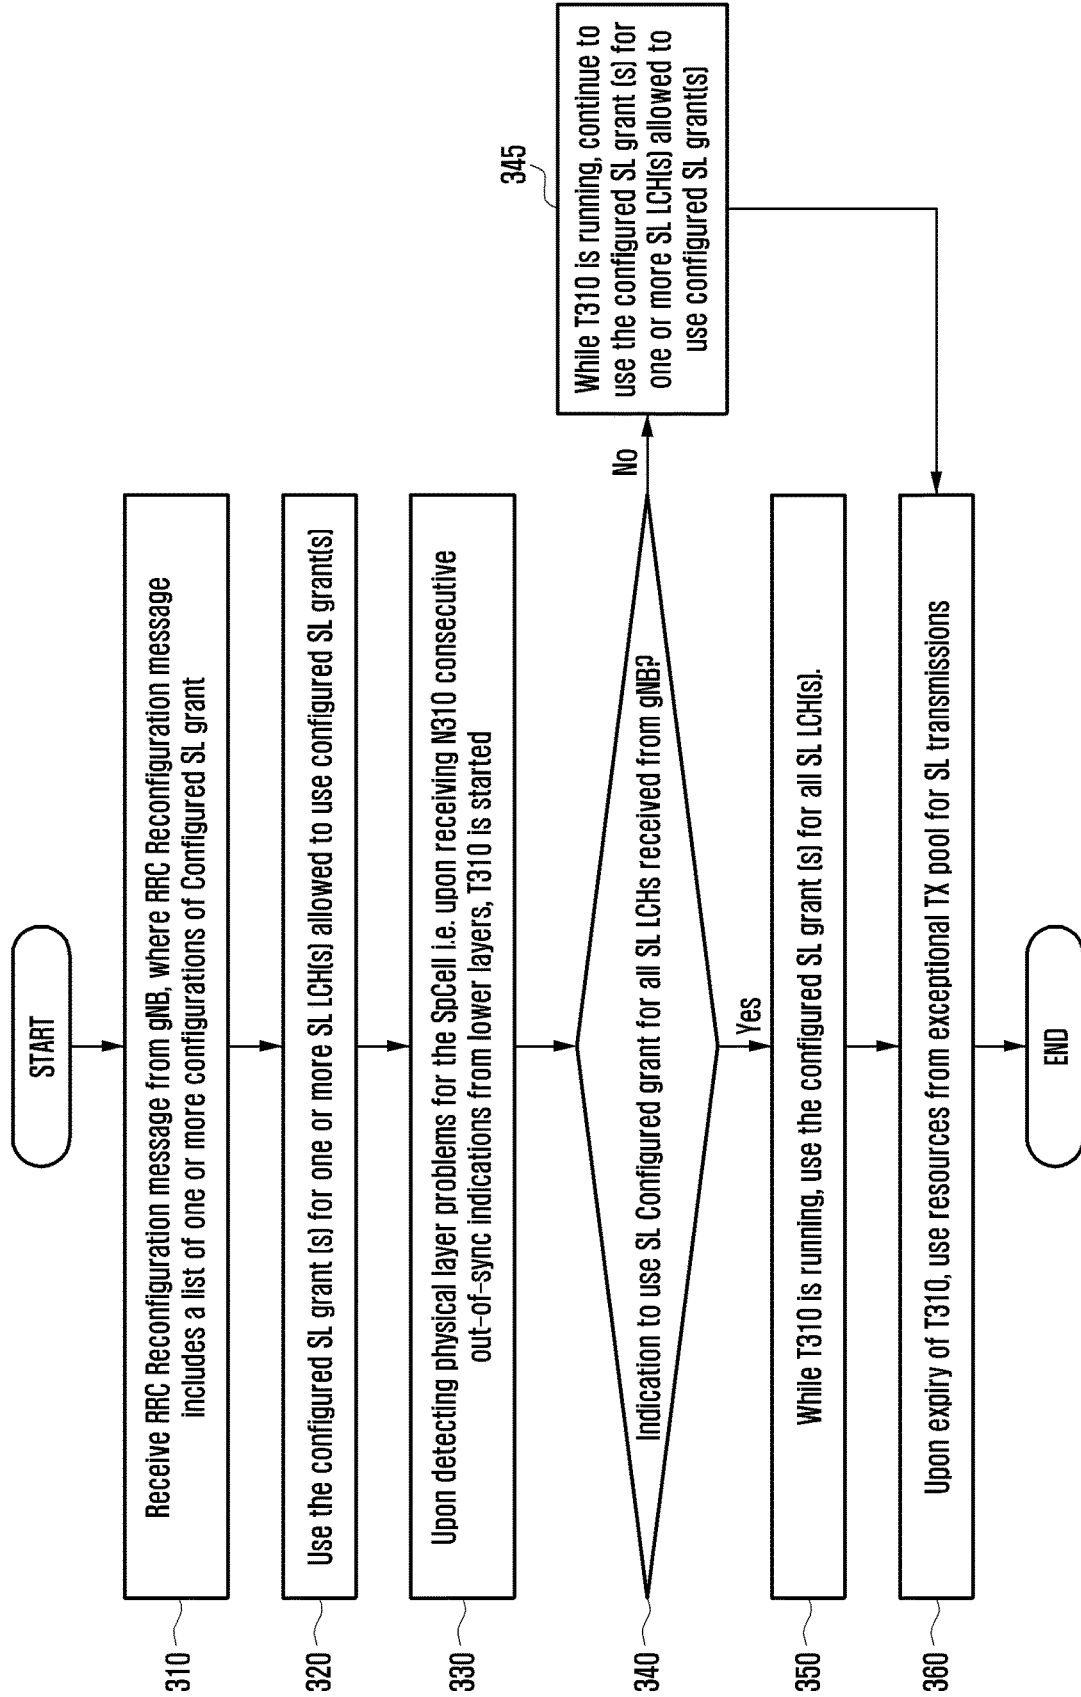 START
310
Receive RRC Reconfiguration message from gNB, where RRC Reconfiguration message
includes a list of one or more configurations of Configured SL grant
320
Use the configured SL grant (s) for one or more SL LCH(s) allowed to use configured SL grant(s)
330
Upon detecting physical layer problems for the SpCell i.e. upon receiving N310 consecutive
out-of-sync indications from lower layers, T310 is started
340
Indication to use SL Configured grant for all SL LCHs received from gNB?
No
345
While T310 is running, continue to
use the configured SL grant (s) for
one or more SL LCH(s) allowed to
use configured SL grant(s)
Yes
350
While T310 is running, use the configured SL grant (s) for all SL LCH(s).
360
Upon expiry of T310, use resources from exceptional TX pool for SL transmissions
END